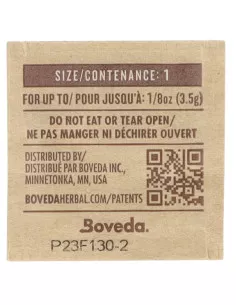 SIZE/CONTENANCE: 1
FOR UP TO/ POUR JUSQU'À: 1/8oz (3.5g)
DO NOT EAT OR TEAR OPEN/
NE PAS MANGER NI DÉCHIRER OUVERT
DISTRIBUTED BY/
DISTRIBUÉ PAR BOVEDA INC.,
MINNETONKA, MN, USA
BOVEDAHERBAL.COM/PATENTS
Boveda.
P23F130-2